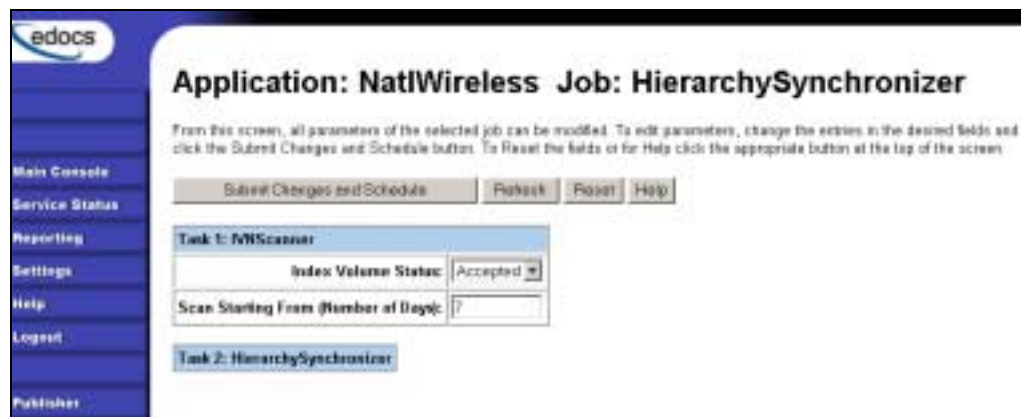 edocs
Application: NatlWireless Job: HierarchySynchronizer
From this screen, all parameters of the selected job can be modified. To edit parameters, change the entries in the desired fields and
click the Submit Changes and Schedule button. To Reset the fields or for Help click the appropriate button at the top of the screen
Submit Changes and Schedule Refresh Reset Help
Main Console
Service Status
Reporting
Settings
Help
Logout
Publisher
Task 1: IVNScanner
Index Volume Status: Accepted
Scan Starting From (Number of Days): 7
Task 2: HierarchySynchronizer